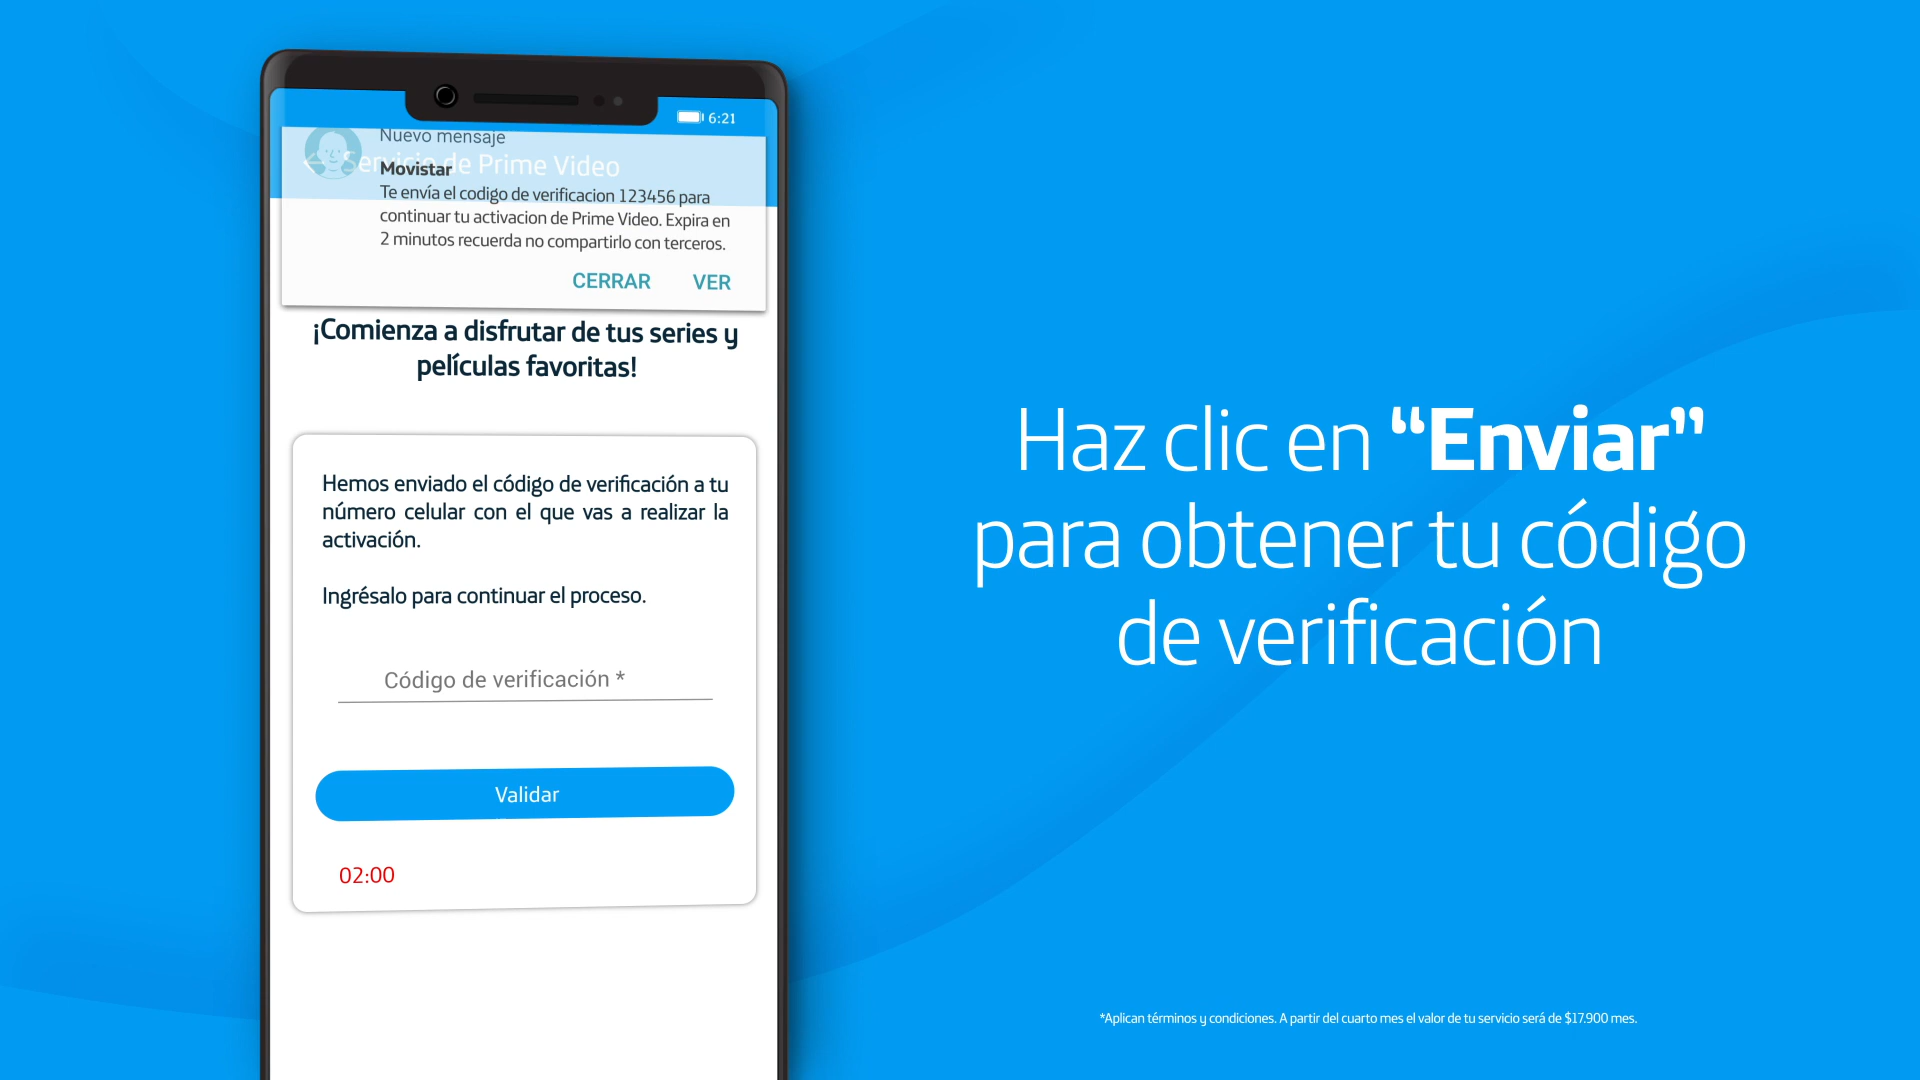 6:21
Nuevo mensaje
Servicio de Prime Video
Movistar
Te envía el codigo de verificacion 123456 para
continuar tu activacion de Prime Video. Expira en
2 minutos recuerda no compartirlo con terceros.
CERRAR VER
¡Comienza a disfrutar de tus series y
películas favoritas!
Hemos enviado el código de verificación a tu
número celular con el que vas a realizar la
activación.
Ingrésalo para continuar el proceso.
Código de verificación *
Validar
02:00
Haz clic en “Enviar”
para obtener tu código
de verificación
*Aplican términos y condiciones. A partir del cuarto mes el valor de tu servicio será de $17.900 mes.